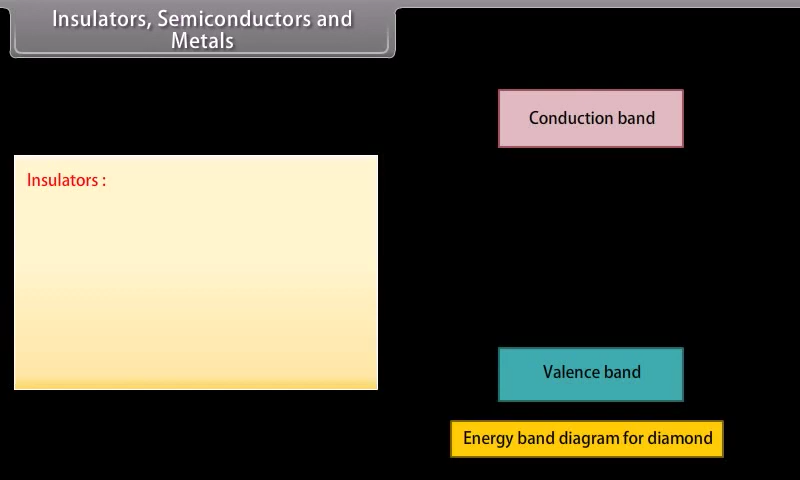 Insulators, Semiconductors and
Metals
Conduction band
Insulators :
Valence band
Energy band diagram for diamond